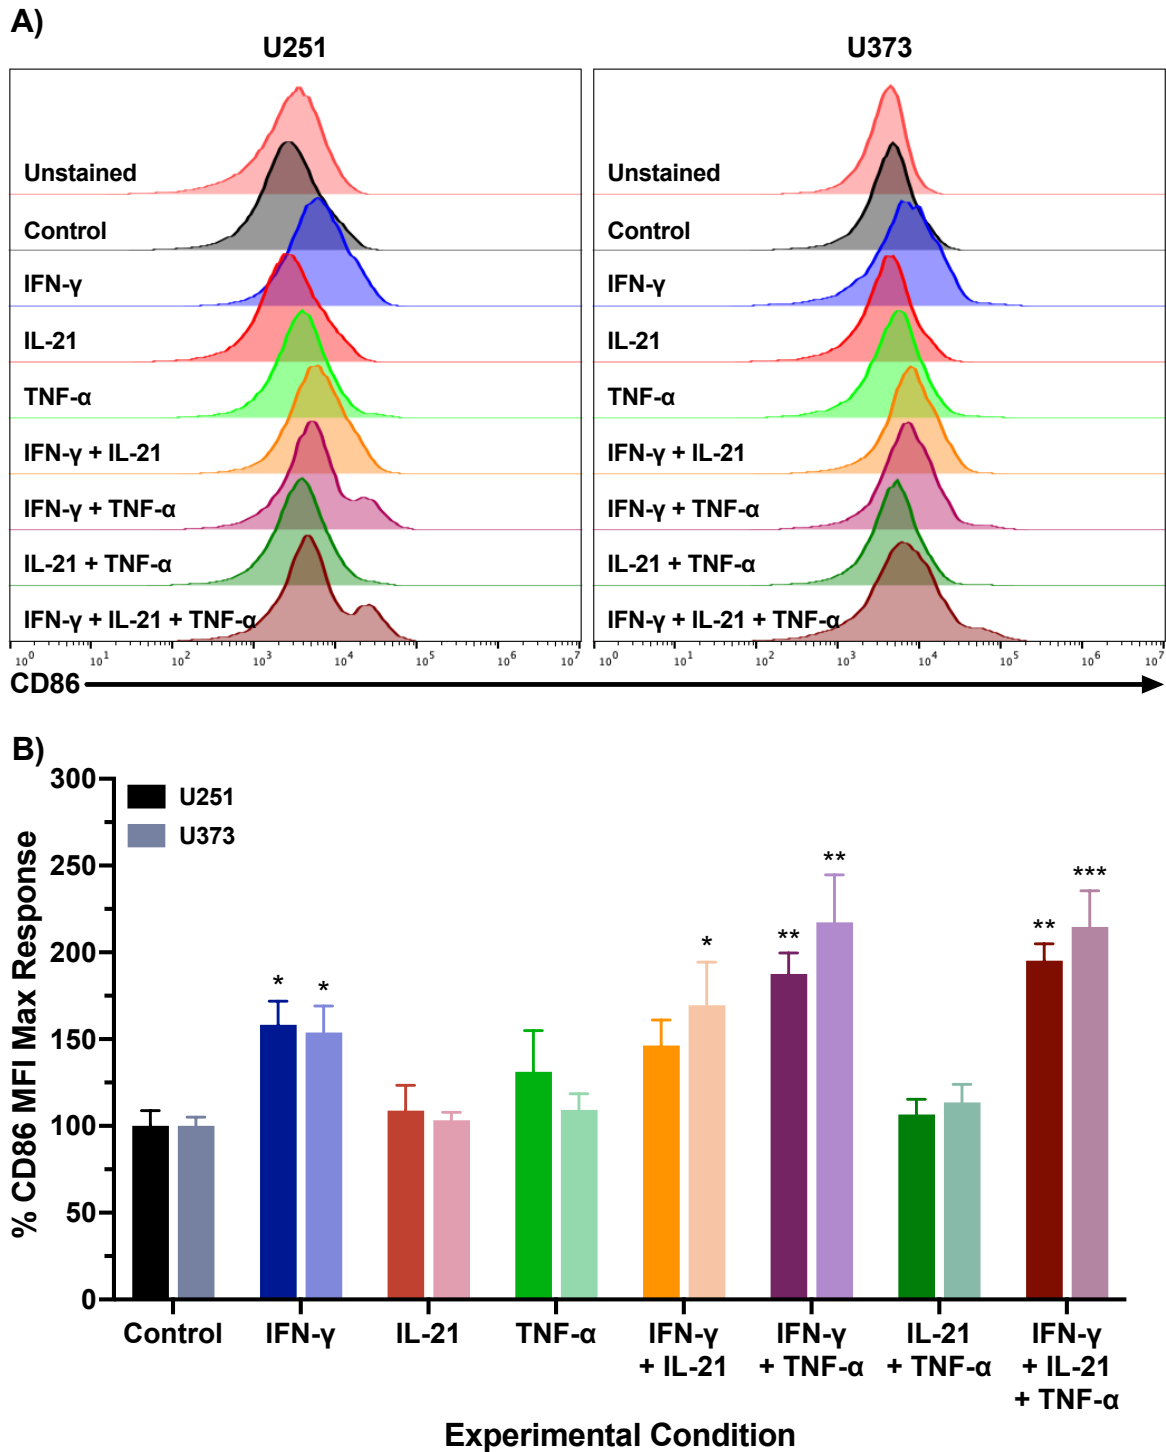 A)
U251
U373
Unstained
Control
IFN-γ
IL-21
TNF-α
IFN-γ + IL-21
IFN-γ + TNF-α
IL-21 + TNF-α
IFN-γ + IL-21 + TNF-α
Unstained
Control
IFN-γ
IL-21
TNF-α
IFN-γ + IL-21
IFN-γ + TNF-α
IL-21 + TNF-α
IFN-γ + IL-21 + TNF-α
10⁰ 10¹ 10² 10³ 10⁴ 10⁵ 10⁶ 10⁷
10⁰ 10¹ 10² 10³ 10⁴ 10⁵ 10⁶ 10⁷
CD86
B)
% CD86 MFI Max Response
300
250
200
150
100
50
0
U251
U373
* *
*
** **
** ***
Control
IFN-γ
IL-21
TNF-α
IFN-γ
+ IL-21
IFN-γ
+ TNF-α
IL-21
+ TNF-α
IFN-γ
+ IL-21
+ TNF-α
Experimental Condition